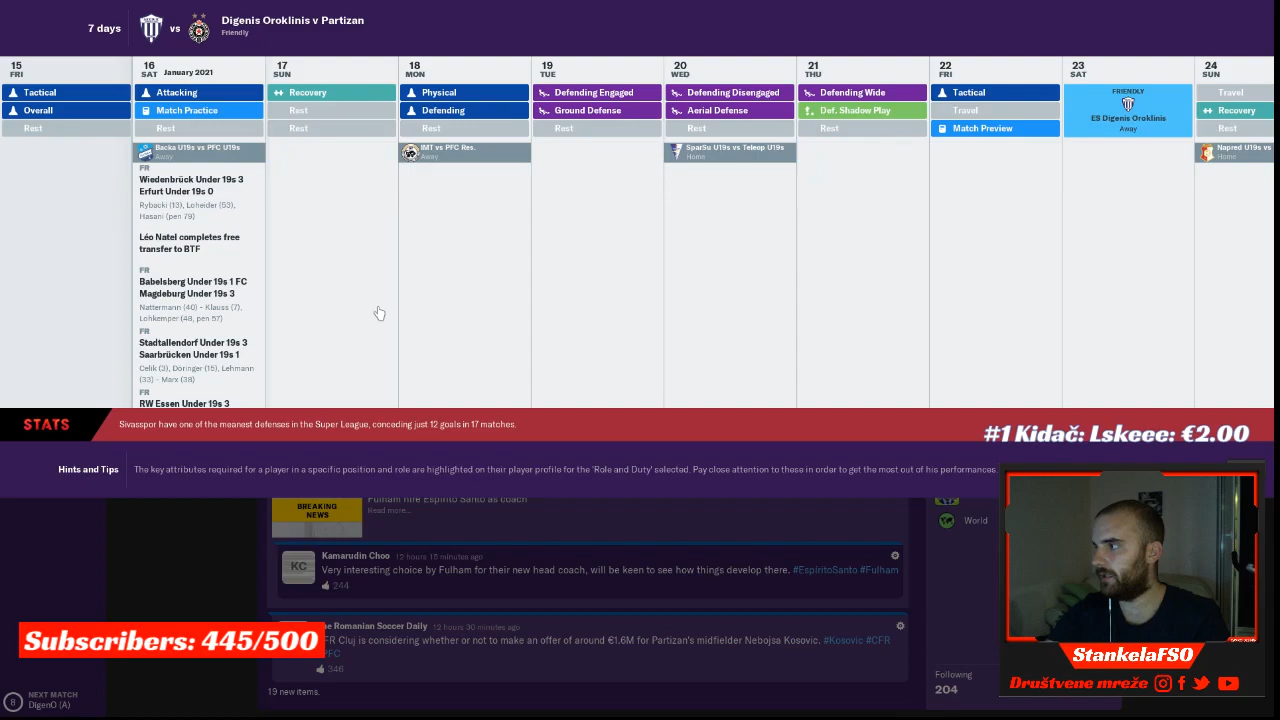 7 days
vs
Digenis Oroklinis v Partizan
Friendly
15
FRI
16
SAT January 2021
17
SUN
18
MON
19
TUE
20
WED
21
THU
22
FRI
23
SAT
24
SUN
Tactical
Attacking
Recovery
Physical
Defending Engaged
Defending Disengaged
Defending Wide
Tactical
FRIENDLY
Travel
Overall
Match Practice
Rest
Defending
Ground Defense
Aerial Defense
Def. Shadow Play
Travel
ES Digenis Oroklinis
Away
Recovery
Rest
Rest
Rest
Rest
Rest
Rest
Rest
Match Preview
Rest
Backa U19s vs PFC U19s
Away
IMT vs PFC Res.
Away
SparSu U19s vs Teleop U19s
Home
Napred U19s vs
Home
FR
Wiedenbrück Under 19s 3
Erfurt Under 19s 0
Rybacki (13), Loheider (53),
Hasani (pen 79)
Léo Natel completes free
transfer to BTF
FR
Babelsberg Under 19s 1 FC
Magdeburg Under 19s 3
Nattermann (40) - Klauss (7),
Lohkemper (48, pen 57)
FR
Stadtallendorf Under 19s 3
Saarbrücken Under 19s 1
Celik (3), Döringer (15), Lehmann
(33) - Marx (38)
FR
RW Essen Under 19s 3
STATS
Sivasspor have one of the meanest defenses in the Super League, conceding just 12 goals in 17 matches.
#1 Kidač: Lskeee: €2.00
Hints and Tips
The key attributes required for a player in a specific position and role are highlighted on their player profile for the 'Role and Duty' selected. Pay close attention to these in order to get the most out of his performances.
BREAKING
NEWS
Fulham hire Espírito Santo as coach
Read more...
World
KC
Kamarudin Choo 12 hours 15 minutes ago
Very interesting choice by Fulham for their new head coach, will be keen to see how things develop there. #EspíritoSanto #Fulham
244
he Romanian Soccer Daily 12 hours 30 minutes ago
FR Cluj is considering whether or not to make an offer of around €1.6M for Partizan's midfielder Nebojsa Kosovic. #Kosovic #CFR
PFC
346
Subscribers: 445/500
19 new items.
Following
204
8
NEXT MATCH
DigenO (A)
StankelaFSO
Društvene mreže